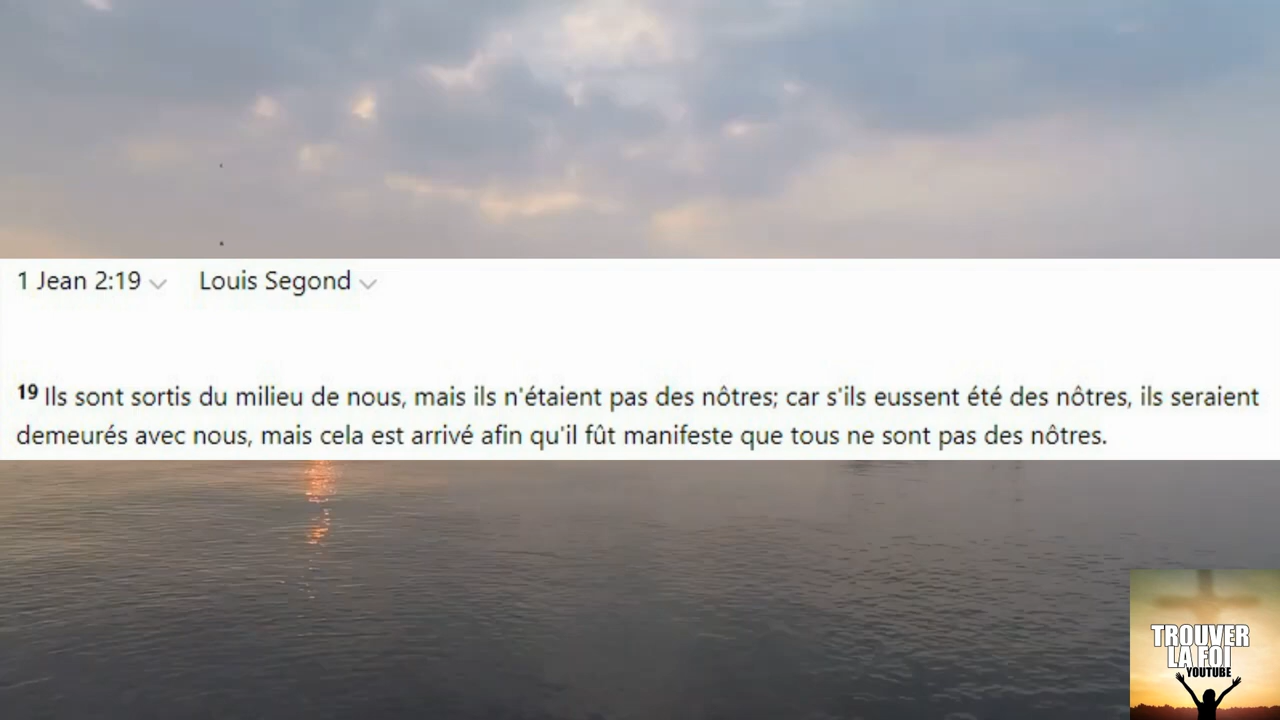 1 Jean 2:19 Louis Segond
19 Ils sont sortis du milieu de nous, mais ils n'étaient pas des nôtres; car s'ils eussent été des nôtres, ils seraient
demeurés avec nous, mais cela est arrivé afin qu'il fût manifeste que tous ne sont pas des nôtres.
TROUVER
LA FOI
YOUTUBE